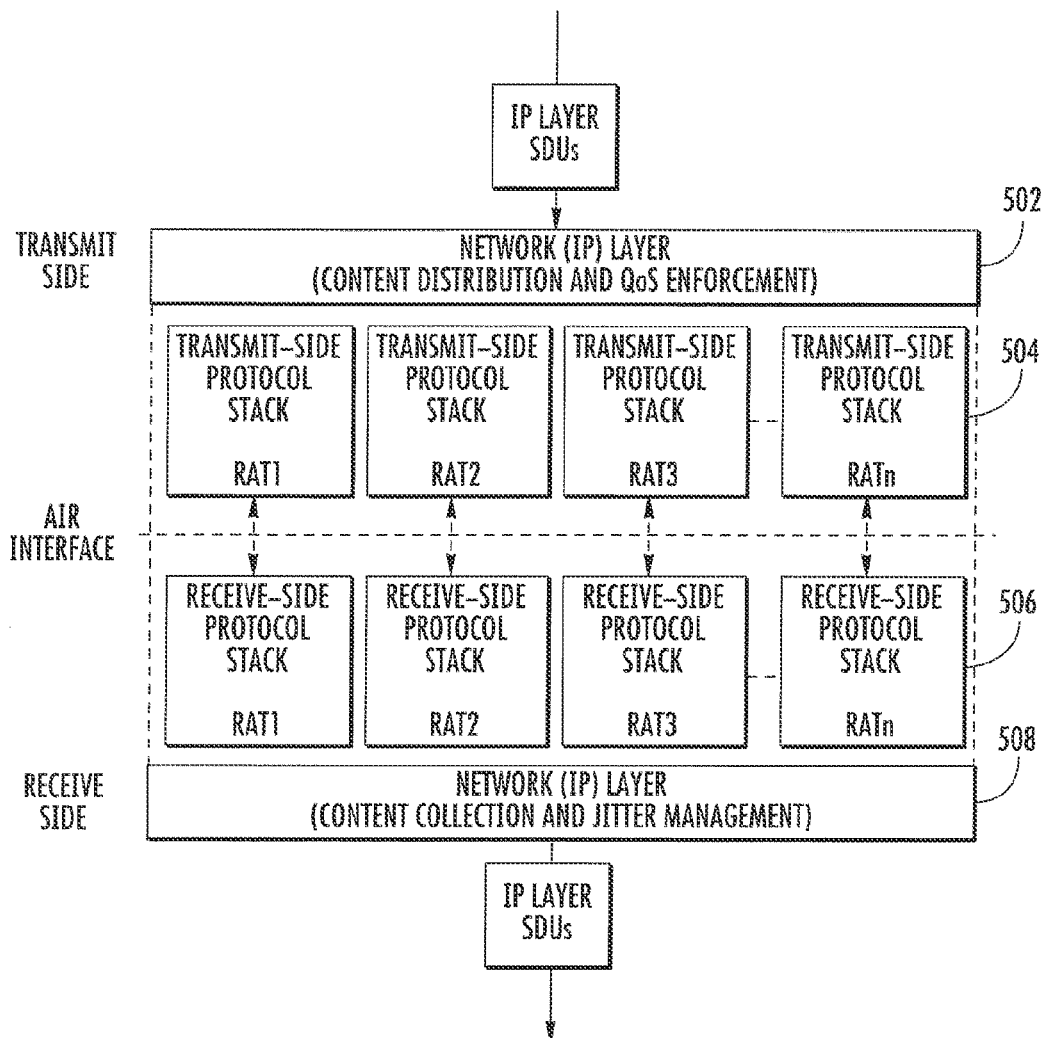 IP LAYER
SDUs
502
TRANSMIT
SIDE
NETWORK (IP) LAYER
(CONTENT DISTRIBUTION AND QoS ENFORCEMENT)
TRANSMIT–SIDE
PROTOCOL
STACK
RAT1
TRANSMIT–SIDE
PROTOCOL
STACK
RAT2
TRANSMIT–SIDE
PROTOCOL
STACK
RAT3
TRANSMIT–SIDE
PROTOCOL
STACK
RATn
504
AIR
INTERFACE
RECEIVE–SIDE
PROTOCOL
STACK
RAT1
RECEIVE–SIDE
PROTOCOL
STACK
RAT2
RECEIVE–SIDE
PROTOCOL
STACK
RAT3
RECEIVE–SIDE
PROTOCOL
STACK
RATn
506
508
RECEIVE
SIDE
NETWORK (IP) LAYER
(CONTENT COLLECTION AND JITTER MANAGEMENT)
IP LAYER
SDUs